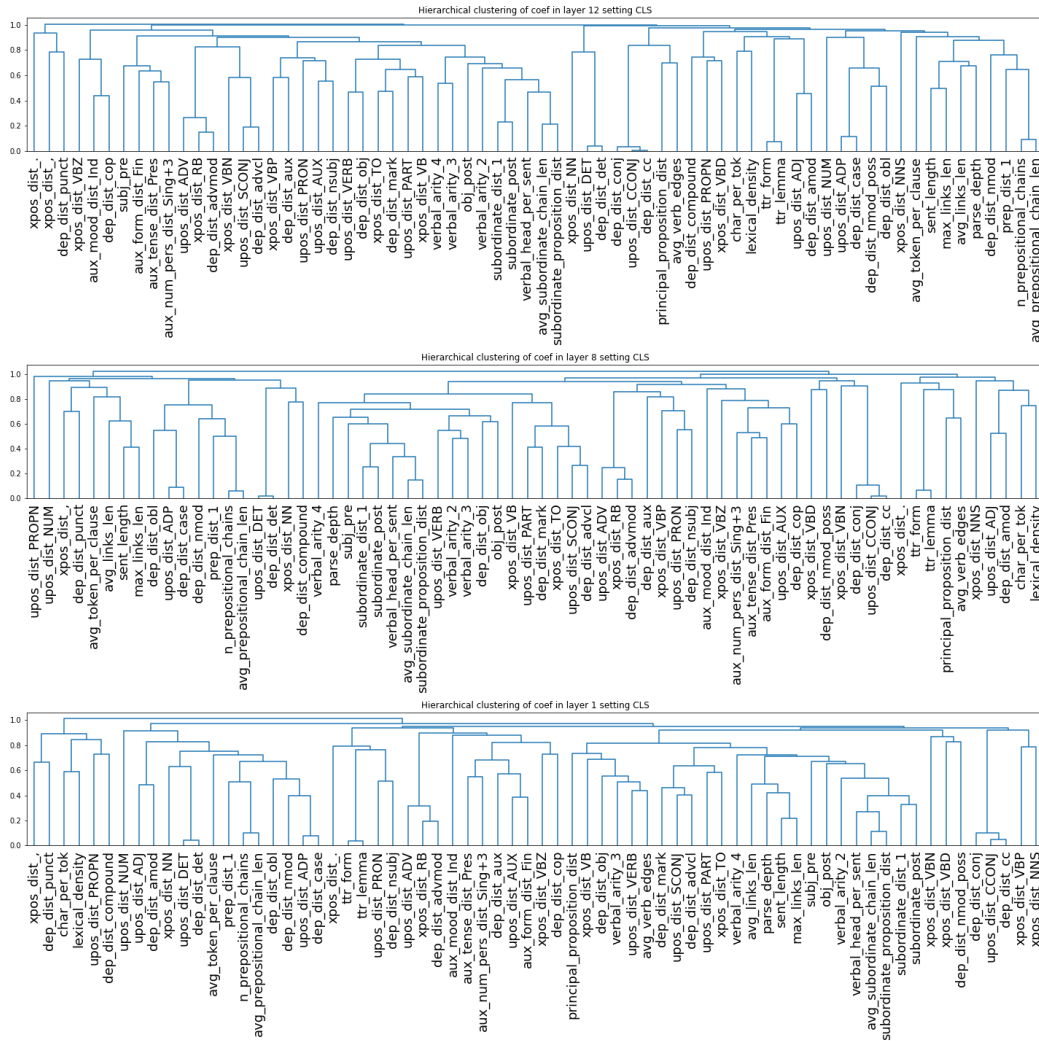 Hierarchical clustering of coef in layer 12 setting CLS
1.0
0.8
0.6
0.4
0.2
0.0
xpos_dist_,
xpos_dist_.
dep_dist_punct
xpos_dist_VBZ
aux_mood_dist_Ind
dep_dist_cop
subj_pre
aux_form_dist_Fin
aux_tense_dist_Pres
aux_num_pers_dist_Sing+3
upos_dist_ADV
xpos_dist_RB
dep_dist_advmod
xpos_dist_VBN
upos_dist_SCONJ
dep_dist_advcl
xpos_dist_VBP
dep_dist_aux
upos_dist_PRON
upos_dist_AUX
dep_dist_nsubj
upos_dist_VERB
dep_dist_obj
xpos_dist_TO
dep_dist_mark
upos_dist_PART
xpos_dist_VB
verbal_arity_4
verbal_arity_3
obj_post
verbal_arity_2
subordinate_dist_1
subordinate_post
verbal_head_per_sent
avg_subordinate_chain_len
subordinate_proposition_dist
xpos_dist_NN
upos_dist_DET
dep_dist_det
dep_dist_conj
upos_dist_CCONJ
dep_dist_cc
principal_proposition_dist
avg_verb_edges
dep_dist_compound
upos_dist_PROPN
xpos_dist_VBD
char_per_tok
lexical_density
ttr_form
ttr_lemma
upos_dist_ADJ
dep_dist_amod
upos_dist_NUM
upos_dist_ADP
dep_dist_case
dep_dist_nmod_poss
dep_dist_obl
xpos_dist_NNS
avg_token_per_clause
sent_length
max_links_len
avg_links_len
parse_depth
dep_dist_nmod
prep_dist_1
n_prepositional_chains
avg_prepositional_chain_len
Hierarchical clustering of coef in layer 8 setting CLS
1.0
0.8
0.6
0.4
0.2
0.0
upos_dist_PROPN
upos_dist_NUM
xpos_dist_,
dep_dist_punct
avg_token_per_clause
avg_links_len
sent_length
max_links_len
dep_dist_obl
upos_dist_ADP
dep_dist_case
dep_dist_nmod
prep_dist_1
n_prepositional_chains
avg_prepositional_chain_len
upos_dist_DET
dep_dist_det
xpos_dist_NN
dep_dist_compound
verbal_arity_4
parse_depth
subj_pre
subordinate_dist_1
subordinate_post
verbal_head_per_sent
avg_subordinate_chain_len
subordinate_proposition_dist
upos_dist_VERB
verbal_arity_2
verbal_arity_3
dep_dist_obj
obj_post
xpos_dist_VB
upos_dist_PART
dep_dist_mark
xpos_dist_TO
upos_dist_SCONJ
dep_dist_advcl
upos_dist_ADV
xpos_dist_RB
dep_dist_advmod
dep_dist_aux
xpos_dist_VBP
upos_dist_PRON
dep_dist_nsubj
aux_mood_dist_Ind
xpos_dist_VBZ
aux_num_pers_dist_Sing+3
aux_tense_dist_Pres
aux_form_dist_Fin
upos_dist_AUX
dep_dist_cop
xpos_dist_VBD
dep_dist_nmod_poss
xpos_dist_VBN
dep_dist_conj
upos_dist_CCONJ
dep_dist_cc
xpos_dist_.
ttr_form
ttr_lemma
principal_proposition_dist
avg_verb_edges
xpos_dist_NNS
upos_dist_ADJ
dep_dist_amod
char_per_tok
lexical_density
Hierarchical clustering of coef in layer 1 setting CLS
1.0
0.8
0.6
0.4
0.2
0.0
xpos_dist_,
dep_dist_punct
char_per_tok
lexical_density
upos_dist_PROPN
dep_dist_compound
upos_dist_NUM
upos_dist_ADJ
dep_dist_amod
xpos_dist_NN
upos_dist_DET
dep_dist_det
avg_token_per_clause
prep_dist_1
n_prepositional_chains
avg_prepositional_chain_len
dep_dist_obl
dep_dist_nmod
upos_dist_ADP
dep_dist_case
xpos_dist_.
ttr_form
ttr_lemma
upos_dist_PRON
dep_dist_nsubj
upos_dist_ADV
xpos_dist_RB
dep_dist_advmod
aux_mood_dist_Ind
aux_tense_dist_Pres
aux_num_pers_dist_Sing+3
dep_dist_aux
upos_dist_AUX
aux_form_dist_Fin
xpos_dist_VBZ
dep_dist_cop
principal_proposition_dist
xpos_dist_VB
dep_dist_obj
verbal_arity_3
upos_dist_VERB
avg_verb_edges
dep_dist_mark
upos_dist_SCONJ
dep_dist_advcl
upos_dist_PART
xpos_dist_TO
verbal_arity_4
avg_links_len
parse_depth
sent_length
max_links_len
subj_pre
obj_post
verbal_arity_2
verbal_head_per_sent
avg_subordinate_chain_len
subordinate_proposition_dist
subordinate_dist_1
subordinate_post
xpos_dist_VBN
xpos_dist_VBD
dep_dist_nmod_poss
dep_dist_conj
upos_dist_CCONJ
dep_dist_cc
xpos_dist_VBP
xpos_dist_NNS